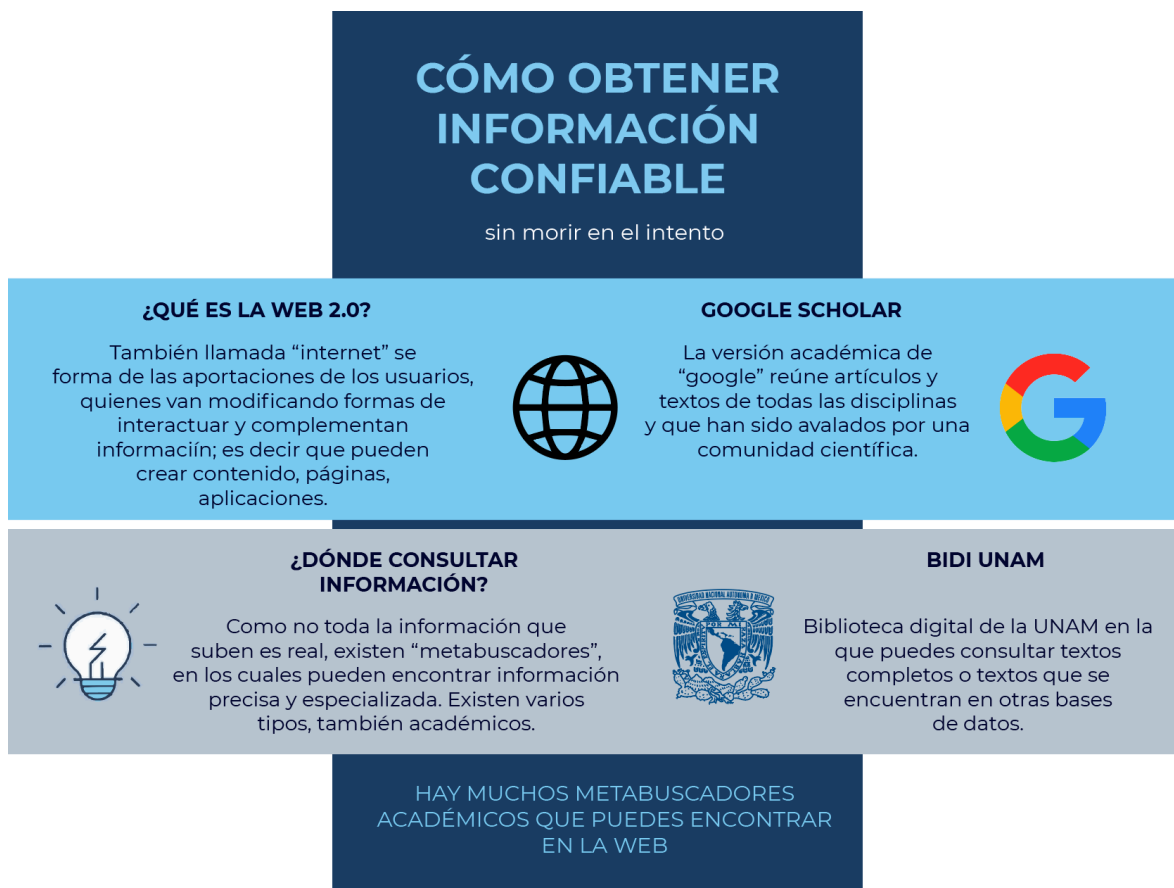 CÓMO OBTENER
INFORMACIÓN
CONFIABLE
sin morir en el intento
¿QUÉ ES LA WEB 2.0?
También llamada “internet” se
forma de las aportaciones de los usuarios,
quienes van modificando formas de
interactuar y complementan
informaciín; es decir que pueden
crear contenido, páginas,
aplicaciones.
GOOGLE SCHOLAR
La versión académica de
“google” reúne artículos y
textos de todas las disciplinas
y que han sido avalados por una
comunidad científica.
¿DÓNDE CONSULTAR
INFORMACIÓN?
Como no toda la información que
suben es real, existen “metabuscadores”,
en los cuales pueden encontrar información
precisa y especializada. Existen varios
tipos, también académicos.
UNIVERSIDAD NACIONAL AUTONOMA
POR MI
BIDI UNAM
Biblioteca digital de la UNAM en la
que puedes consultar textos
completos o textos que se
encuentran en otras bases
de datos.
HAY MUCHOS METABUSCADORES
ACADÉMICOS QUE PUEDES ENCONTRAR
EN LA WEB